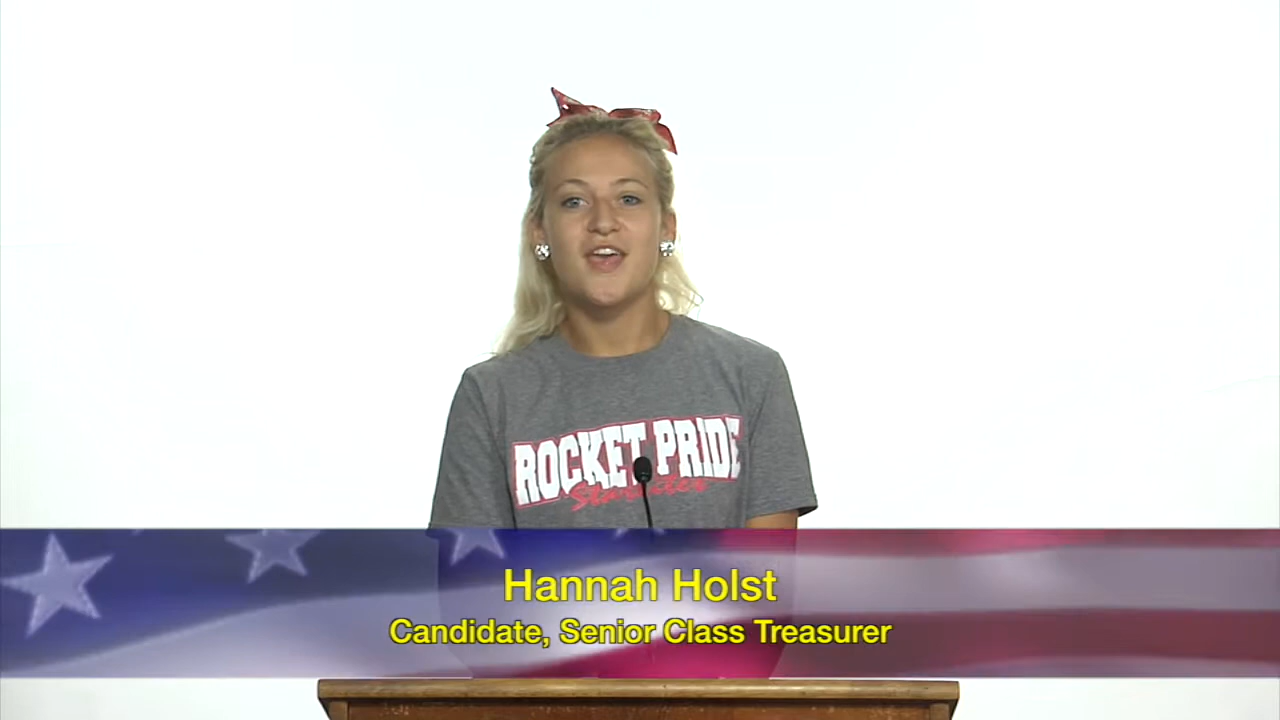 ROCKET PRIDE
Hannah Holst
Candidate, Senior Class Treasurer